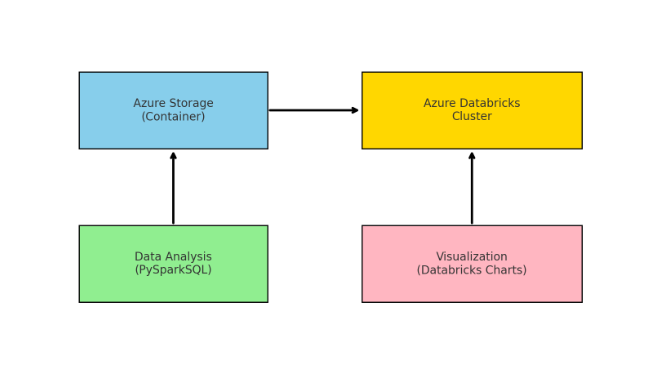 Azure Storage
(Container)
Azure Databricks
Cluster
Data Analysis
(PySparkSQL)
Visualization
(Databricks Charts)